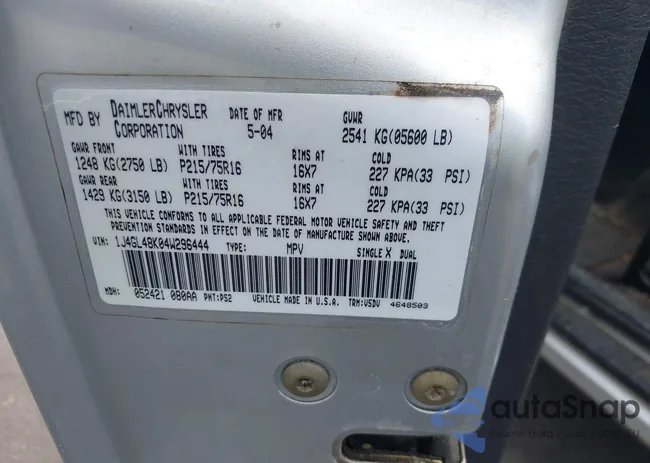 MFD BY DAIMLERCHRYSLER CORPORATION DATE OF MFR 5-04 GVWR 2541 KG(05600 LB)
GAWR FRONT WITH TIRES RIMS AT COLD
1248 KG(2750 LB) P215/75R16 16X7 227 KPA(33 PSI)
GAWR REAR WITH TIRES RIMS AT COLD
1429 KG(3150 LB) P215/75R16 16X7 227 KPA(33 PSI)
THIS VEHICLE CONFORMS TO ALL APPLICABLE FEDERAL MOTOR VEHICLE SAFETY AND THEFT
PREVENTION STANDARDS IN EFFECT ON THE DATE OF MANUFACTURE SHOWN ABOVE.
VIN: 1J4GL48K04W296444 TYPE: MPV SINGLE X DUAL
MDH: 052421 080AA PNT:PS2 VEHICLE MADE IN U.S.A. TRM:V5DV 4648503
autoSnap